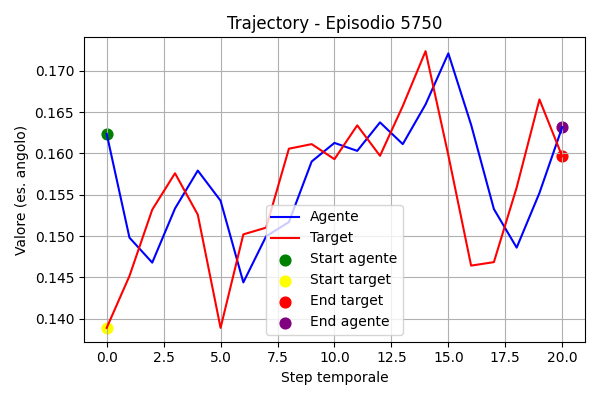 Trajectory - Episodio 5750
Valore (es. angolo)
0.170
0.165
0.160
0.155
0.150
0.145
0.140
Agente
Target
Start agente
Start target
End target
End agente
0.0 2.5 5.0 7.5 10.0 12.5 15.0 17.5 20.0
Step temporale